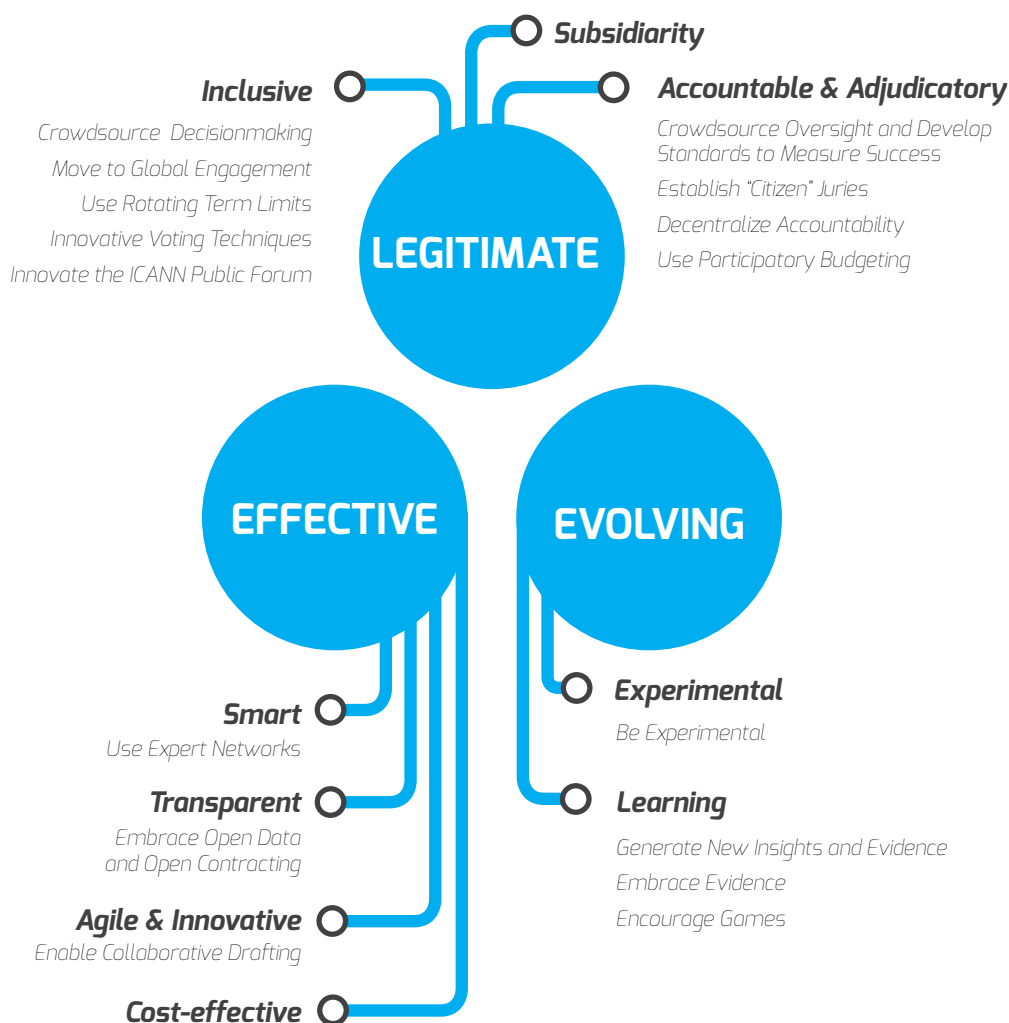 Subsidiarity
Inclusive
Crowdsource Decisionmaking
Move to Global Engagement
Use Rotating Term Limits
Innovative Voting Techniques
Innovate the ICANN Public Forum
Accountable & Adjudicatory
Crowdsource Oversight and Develop
Standards to Measure Success
Establish “Citizen” Juries
Decentralize Accountability
Use Participatory Budgeting
LEGITIMATE
EFFECTIVE
EVOLVING
Smart
Use Expert Networks
Transparent
Embrace Open Data
and Open Contracting
Agile & Innovative
Enable Collaborative Drafting
Cost-effective
Experimental
Be Experimental
Learning
Generate New Insights and Evidence
Embrace Evidence
Encourage Games